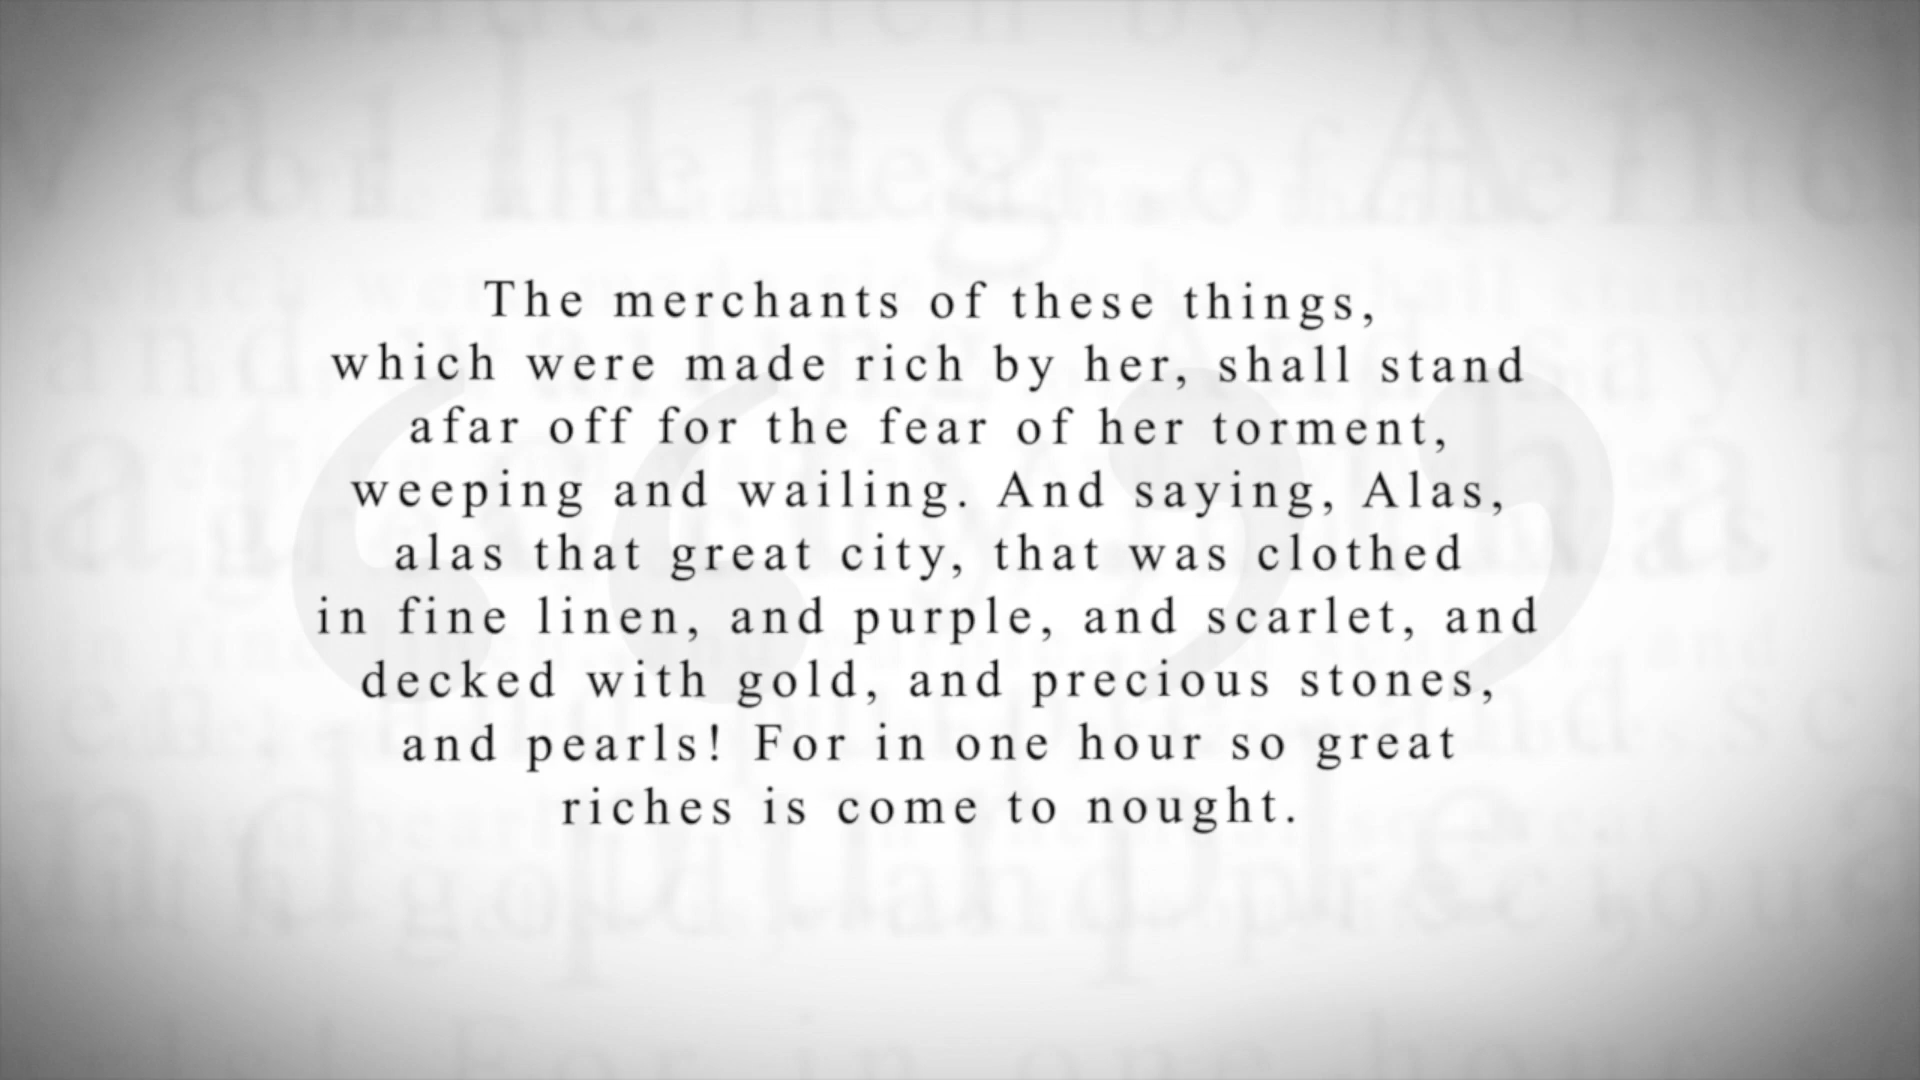 The merchants of these things,
which were made rich by her, shall stand
afar off for the fear of her torment,
weeping and wailing. And saying, Alas,
alas that great city, that was clothed
in fine linen, and purple, and scarlet, and
decked with gold, and precious stones,
and pearls! For in one hour so great
riches is come to nought.